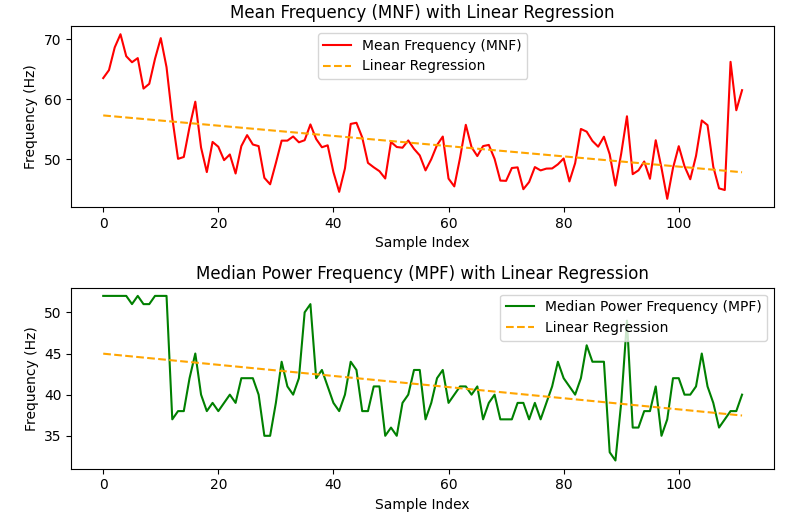 Mean Frequency (MNF) with Linear Regression
70
60
50
Frequency (Hz)
Mean Frequency (MNF)
Linear Regression
0 20 40 60 80 100
Sample Index
Median Power Frequency (MPF) with Linear Regression
50
45
40
35
Frequency (Hz)
Median Power Frequency (MPF)
Linear Regression
0 20 40 60 80 100
Sample Index